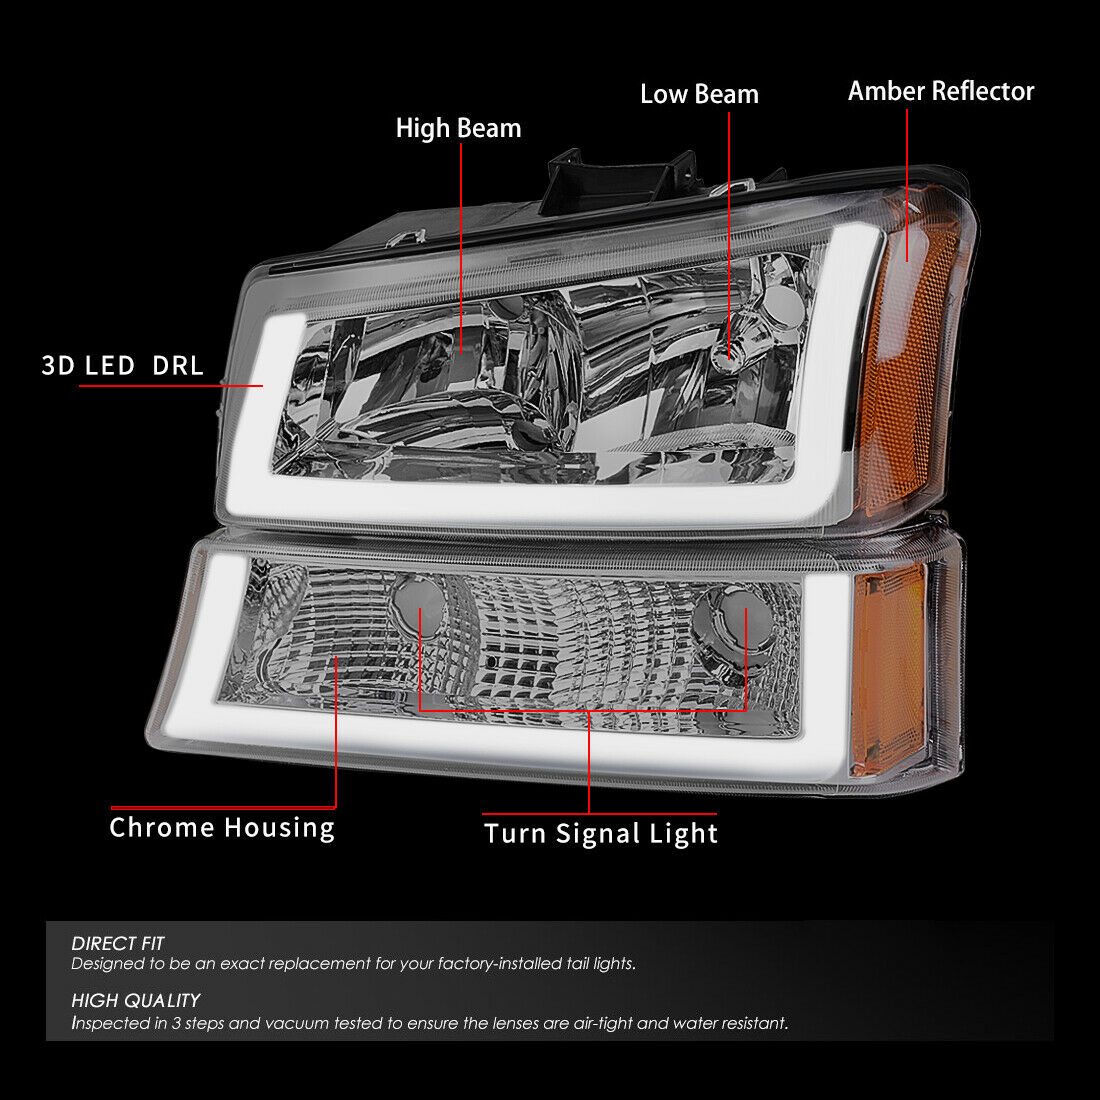 Low Beam
Amber Reflector
High Beam
3D LED DRL
Chrome Housing
Turn Signal Light
DIRECT FIT
Designed to be an exact replacement for your factory-installed tail lights.
HIGH QUALITY
Inspected in 3 steps and vacuum tested to ensure the lenses are air-tight and water resistant.